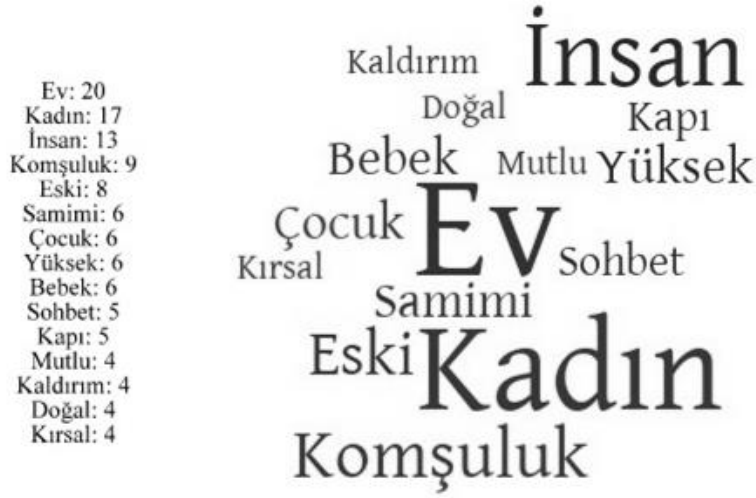 Ev: 20
Kadın: 17
İnsan: 13
Komşuluk: 9
Eski: 8
Samimi: 6
Çocuk: 6
Yüksek: 6
Bebek: 6
Sohbet: 5
Kapı: 5
Mutlu: 4
Kaldırım: 4
Doğal: 4
Kırsal: 4
İnsan
Kaldırım
Doğal
Kapı
Bebek
Mutlu
Yüksek
Çocuk
Ev
Kırsal
Sohbet
Samimi
Eski
Kadın
Komşuluk